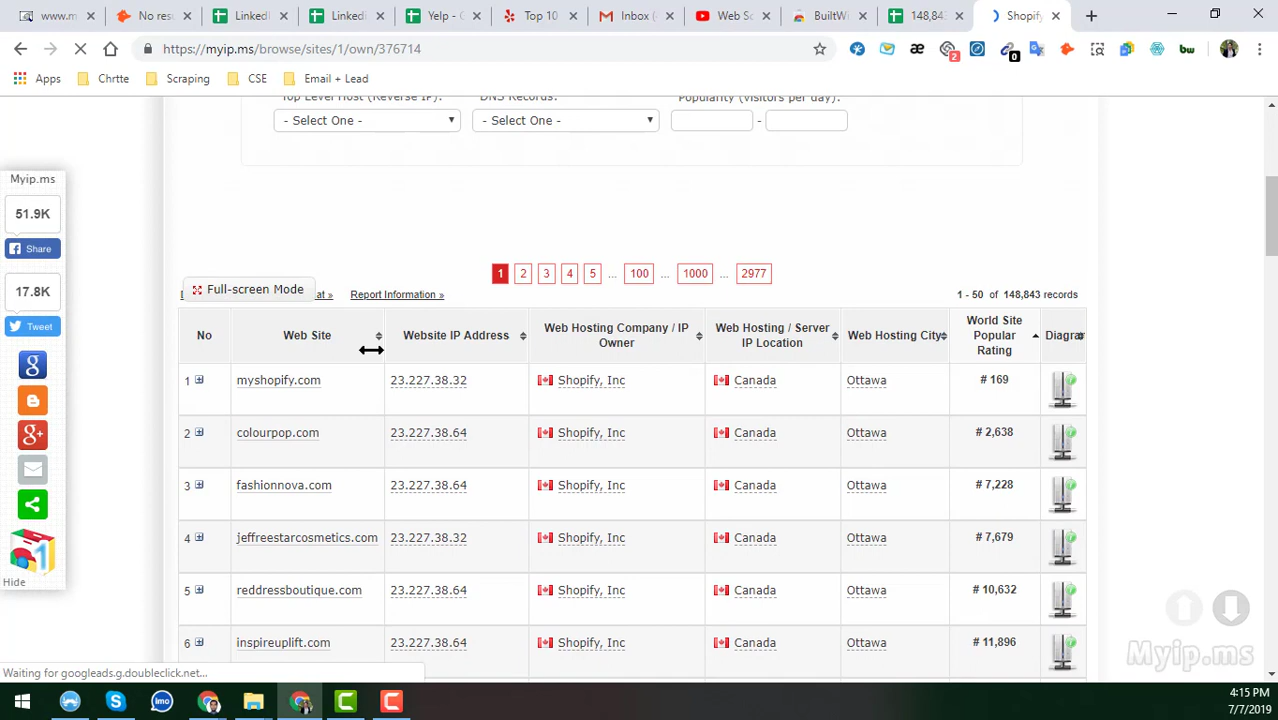 www.m
No res
LinkedI
Linkedi
Yelp - G
Top 10
Inbox (
Web Sc
BuiltWi
148,843
Shopify
https://myip.ms/browse/sites/1/own/376714
2
0
Apps
Chrtte
Scraping
CSE
Email + Lead
Top Level Host (Reverse IP):
DNS Records:
Popularity (visitors per day):
- Select One -
- Select One -
-
Myip.ms
51.9K
Share
17.8K
Tweet
Hide
1 2 3 4 5 ... 100 ... 1000 ... 2977
Full-screen Mode
at »
Report Information »
1 - 50 of 148,843 records
No
Web Site
Website IP Address
Web Hosting Company / IP
Owner
Web Hosting / Server
IP Location
Web Hosting City
World Site
Popular
Rating
Diagra
1 myshopify.com 23.227.38.32 Shopify, Inc Canada Ottawa # 169
2 colourpop.com 23.227.38.64 Shopify, Inc Canada Ottawa # 2,638
3 fashionnova.com 23.227.38.64 Shopify, Inc Canada Ottawa # 7,228
4 jeffreestarcosmetics.com 23.227.38.32 Shopify, Inc Canada Ottawa # 7,679
5 reddressboutique.com 23.227.38.64 Shopify, Inc Canada Ottawa # 10,632
6 inspireuplift.com 23.227.38.64 Shopify, Inc Canada Ottawa # 11,896
Myip.ms
Waiting for googleads.g.doubleclick.net...
4:15 PM
7/7/2019